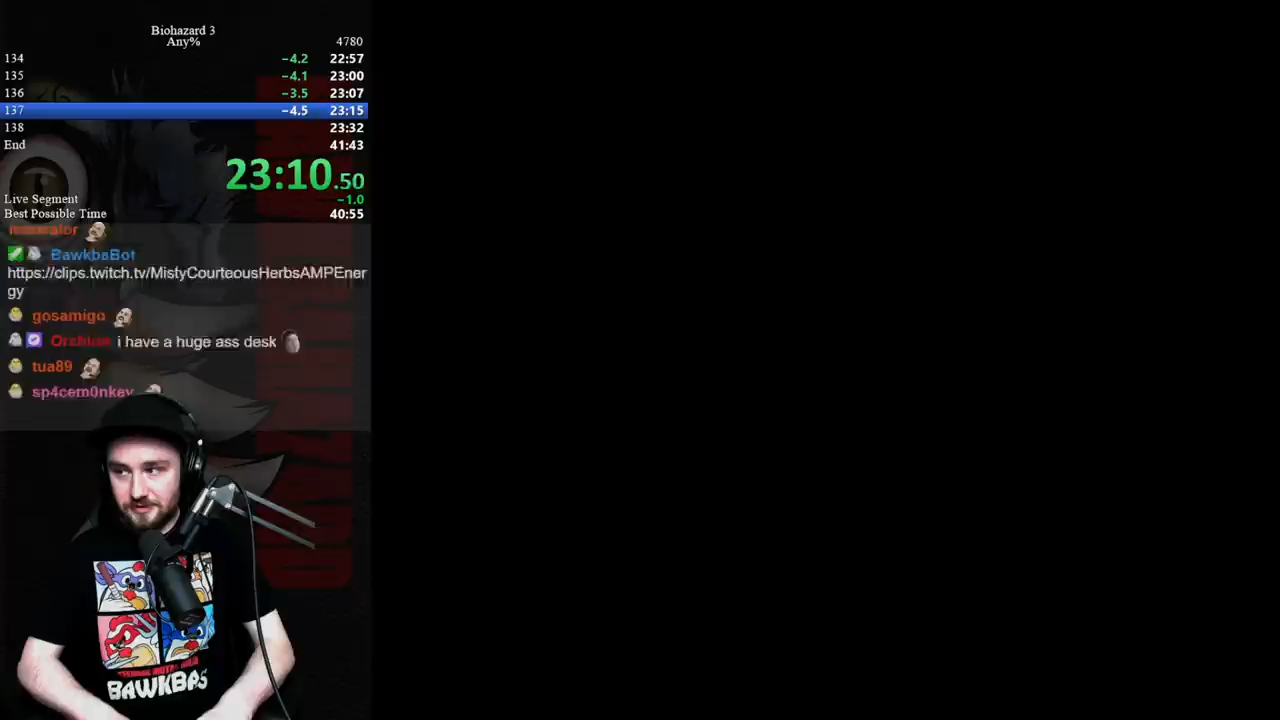 Biohazard 3
Any%
4780
134 -4.2 22:57
135 -4.1 23:00
136 -3.5 23:07
137 -4.5 23:15
138 23:32
End 41:43
23:10.50
Live Segment -1.0
Best Possible Time 40:55
BawkbaBot
https://clips.twitch.tv/MistyCourteousHerbsAMPEner
gy
gosamigo
i have a huge ass desk
tua89
sp4cem0nkey
BAWKBAS